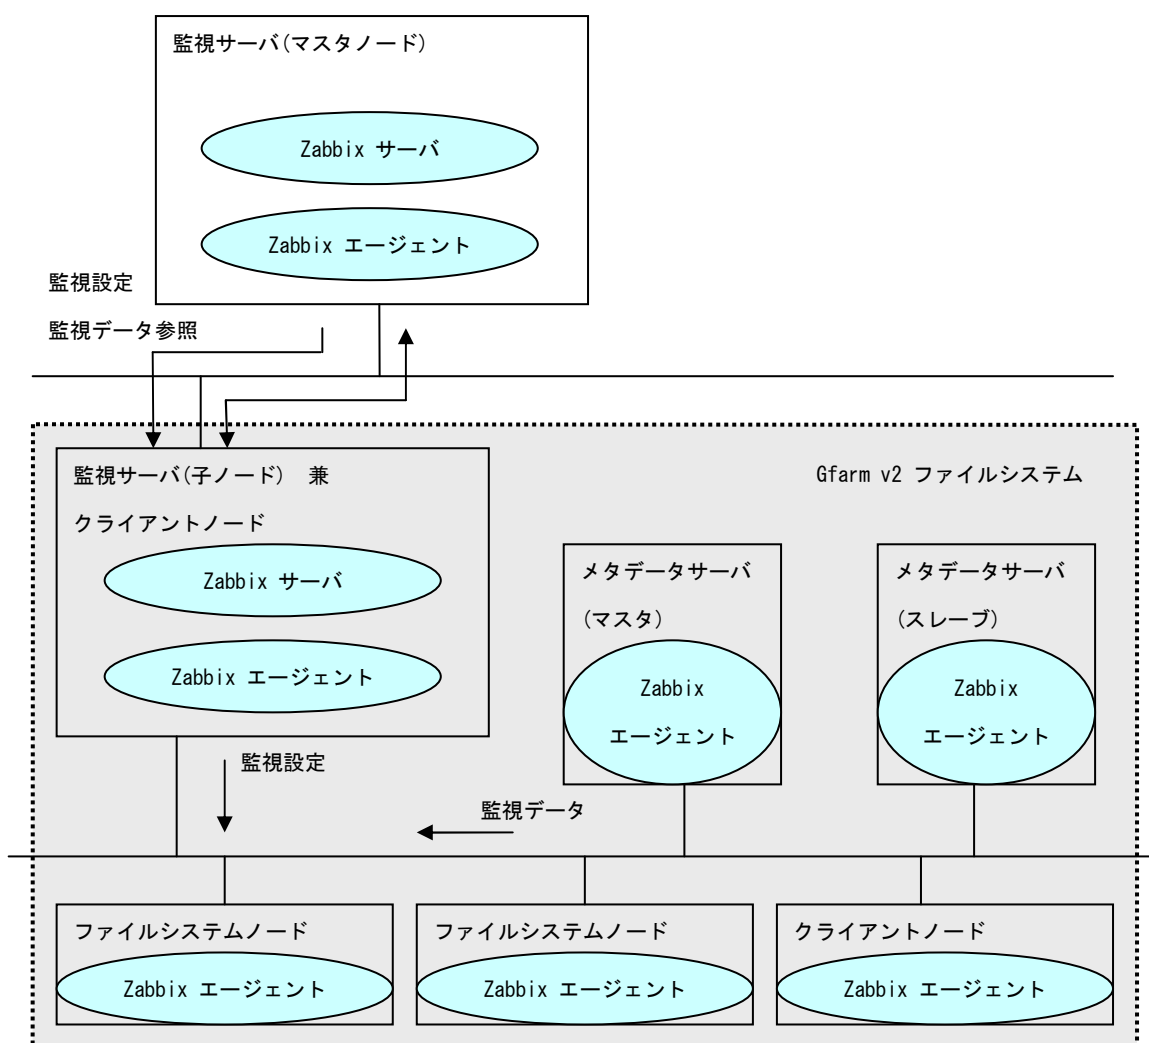 監視サーバ(マスタノード)
Zabbix サーバ
Zabbix エージェント
監視設定
監視データ参照
監視サーバ(子ノード) 兼
クライアントノード
Zabbix サーバ
Zabbix エージェント
Gfarm v2 ファイルシステム
メタデータサーバ
(マスタ)
Zabbix
エージェント
メタデータサーバ
(スレーブ)
Zabbix
エージェント
監視設定
監視データ
ファイルシステムノード
Zabbix エージェント
ファイルシステムノード
Zabbix エージェント
クライアントノード
Zabbix エージェント